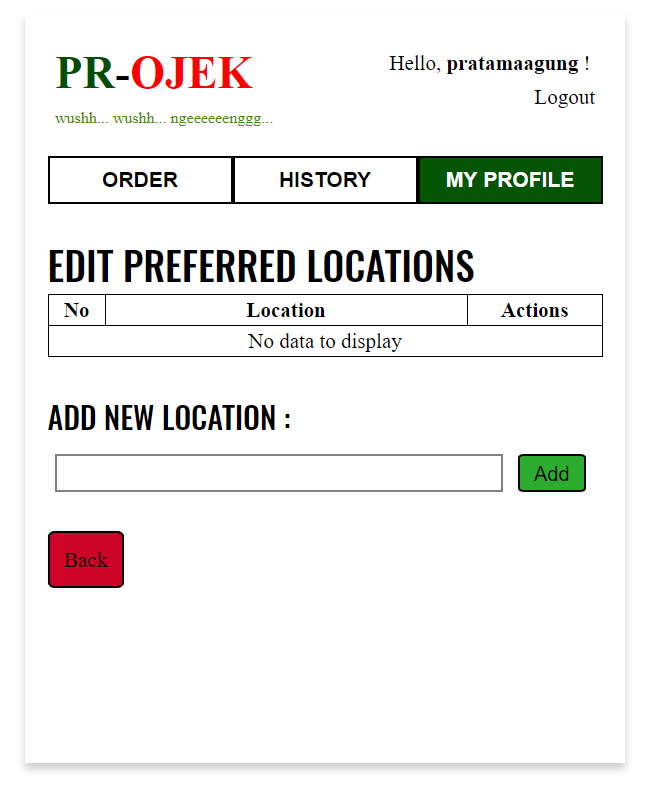 PR-OJEK
Hello, pratamaagung !
Logout
wushh... wushh... ngeeeeeenggg...
ORDER HISTORY MY PROFILE
EDIT PREFERRED LOCATIONS
No Location Actions
No data to display
ADD NEW LOCATION :
Add
Back